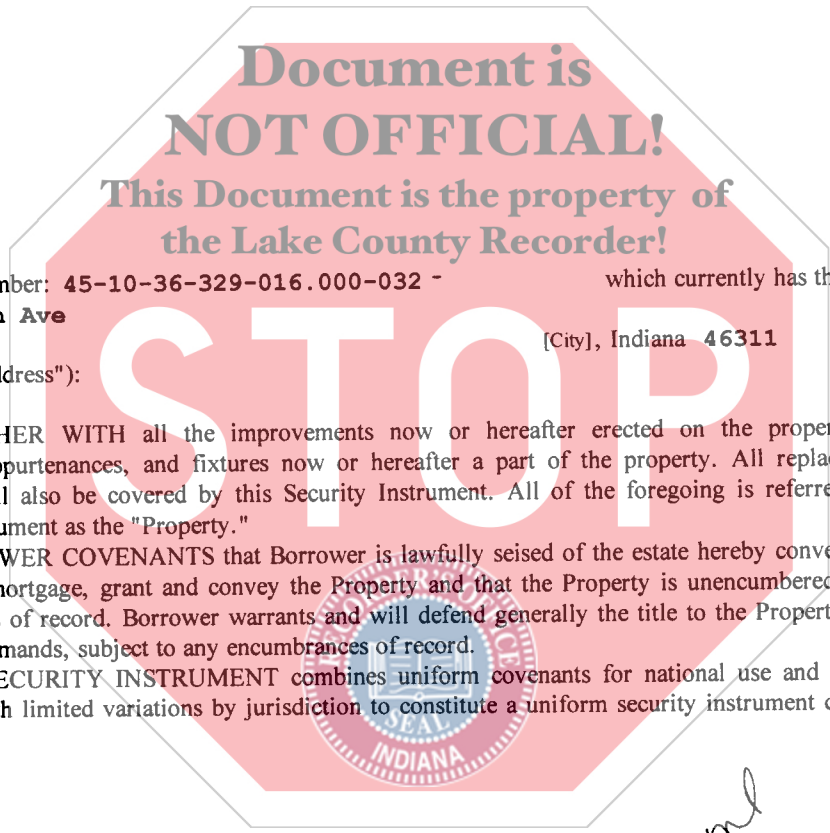 Document is
NOT OFFICIAL!
This Document is the property of
the Lake County Recorder!
mber: 45-10-36-329-016.000-032 - which currently has th
Ave
[City], Indiana 46311
ddress"):
STOP
HER WITH all the improvements now or hereafter erected on the proper
ppurtenances, and fixtures now or hereafter a part of the property. All repla
l also be covered by this Security Instrument. All of the foregoing is referre
ument as the "Property."
WER COVENANTS that Borrower is lawfully seised of the estate hereby conve
mortgage, grant and convey the Property and that the Property is unencumbered
of record. Borrower warrants and will defend generally the title to the Propert
mands, subject to any encumbrances of record.
ECURITY INSTRUMENT combines uniform covenants for national use and
h limited variations by jurisdiction to constitute a uniform security instrument c
RECORDER'S OFFICE
SEAL
INDIANA